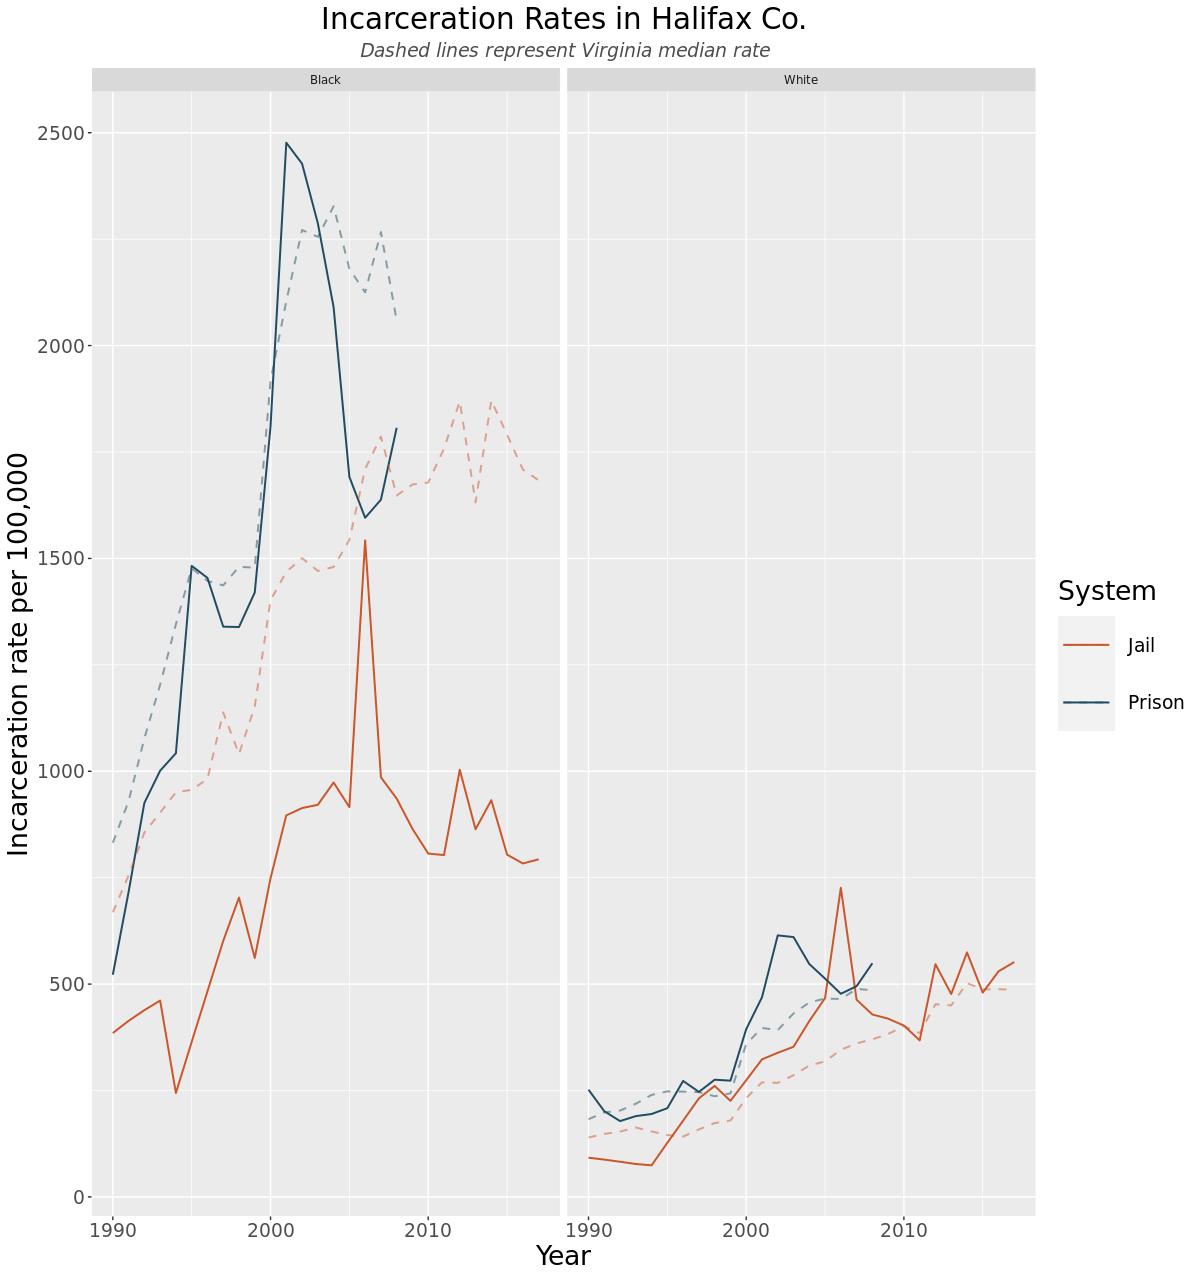 Incarceration Rates in Halifax Co.
Dashed lines represent Virginia median rate
Black
White
2500
2000
1500
1000
500
0
Incarceration rate per 100,000
1990
2000
2010
1990
2000
2010
Year
System
Jail
Prison